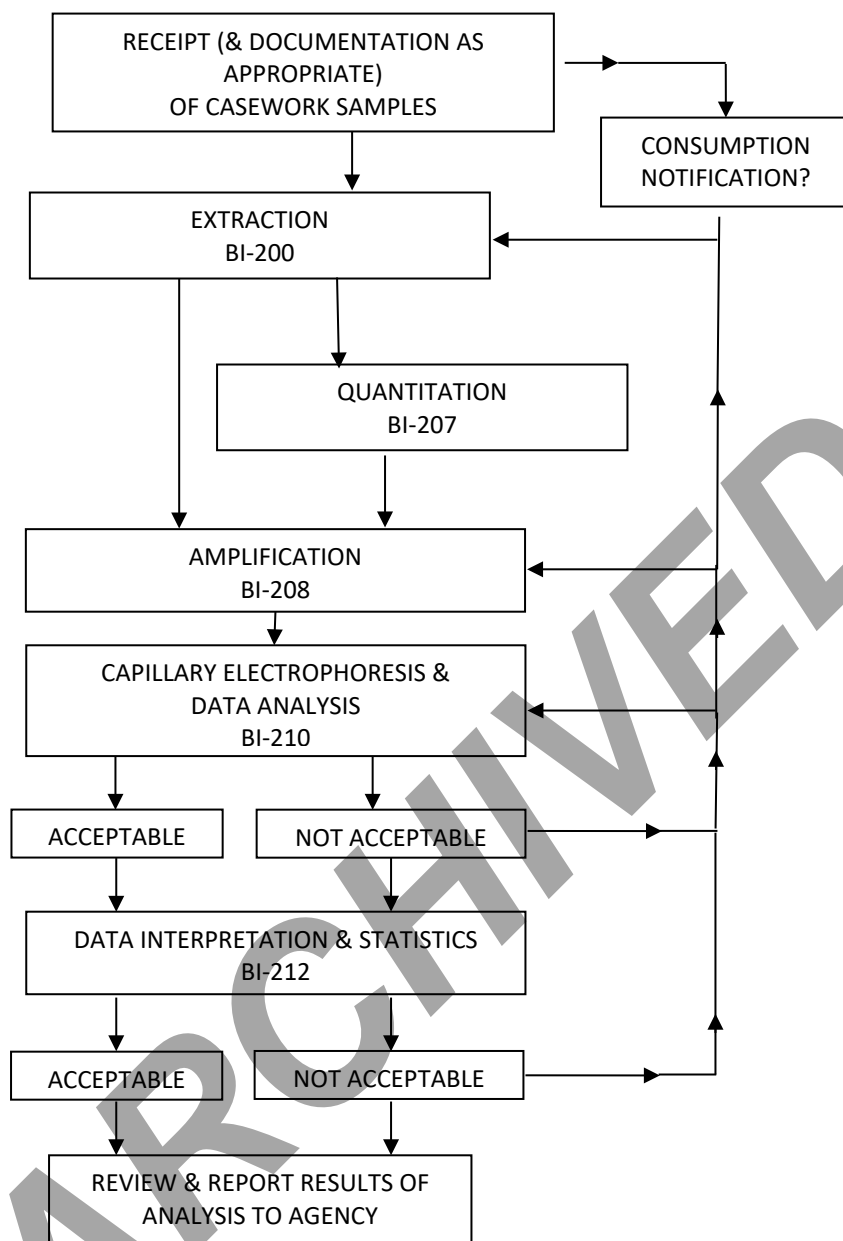 RECEIPT (& DOCUMENTATION AS
APPROPRIATE)
OF CASEWORK SAMPLES
CONSUMPTION
NOTIFICATION?
EXTRACTION
BI-200
QUANTITATION
BI-207
AMPLIFICATION
BI-208
CAPILLARY ELECTROPHORESIS &
DATA ANALYSIS
BI-210
ACCEPTABLE
NOT ACCEPTABLE
DATA INTERPRETATION & STATISTICS
BI-212
ACCEPTABLE
NOT ACCEPTABLE
REVIEW & REPORT RESULTS OF
ANALYSIS TO AGENCY
ARCHIVED